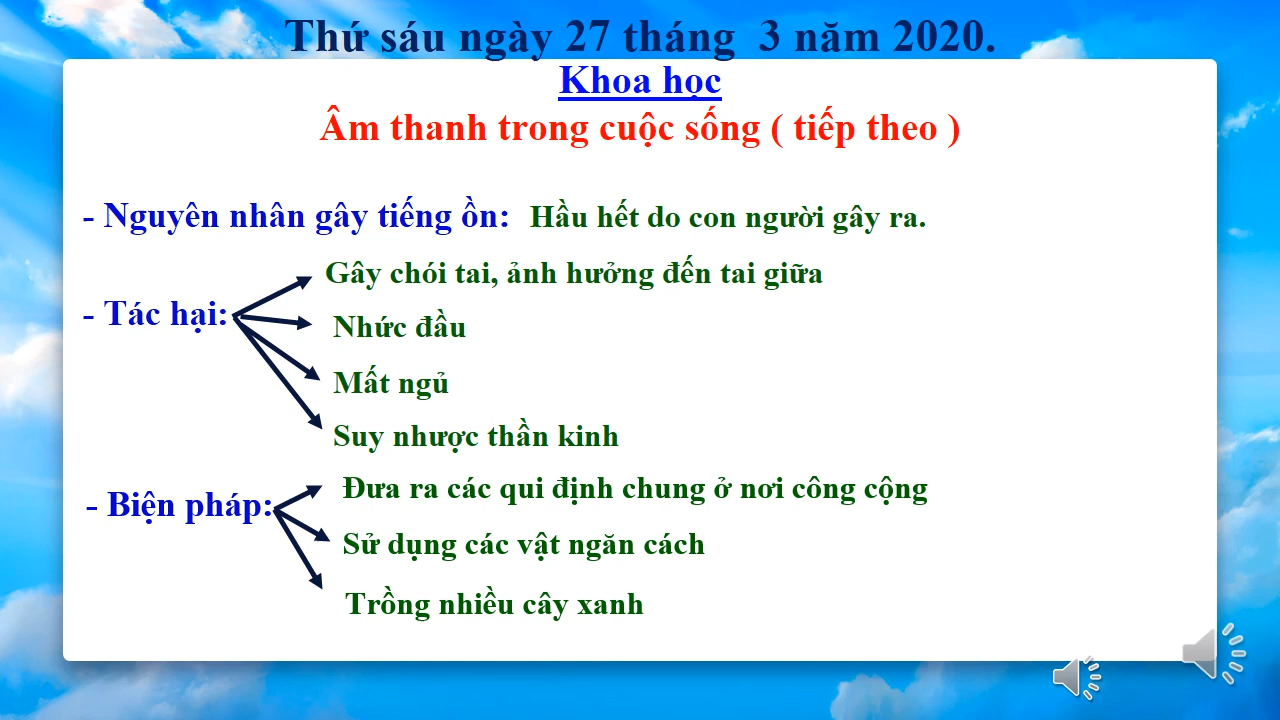 Thứ sáu ngày 27 tháng 3 năm 2020.
Khoa học
Âm thanh trong cuộc sống ( tiếp theo )
- Nguyên nhân gây tiếng ồn: Hầu hết do con người gây ra.
Gây chói tai, ảnh hưởng đến tai giữa
- Tác hại:
Nhức đầu
Mất ngủ
Suy nhược thần kinh
Đưa ra các qui định chung ở nơi công cộng
- Biện pháp:
Sử dụng các vật ngăn cách
Trồng nhiều cây xanh